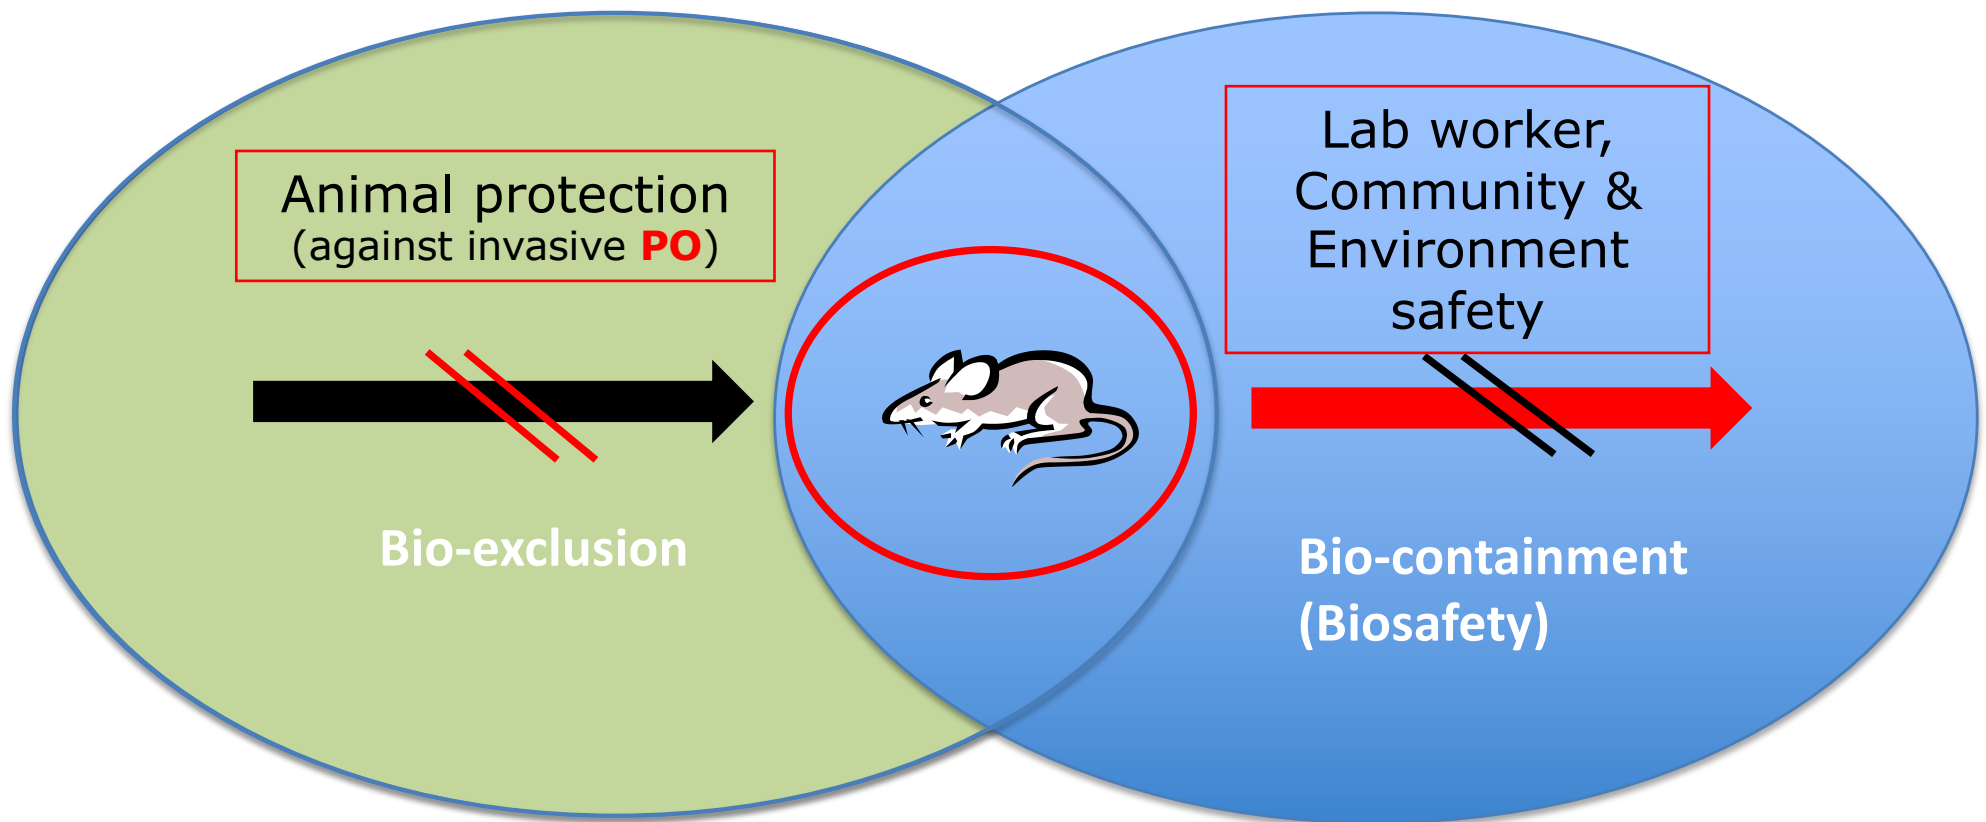 Animal protection
(against invasive PO)
Bio-exclusion
Lab worker,
Community &
Environment
safety
Bio-containment
(Biosafety)